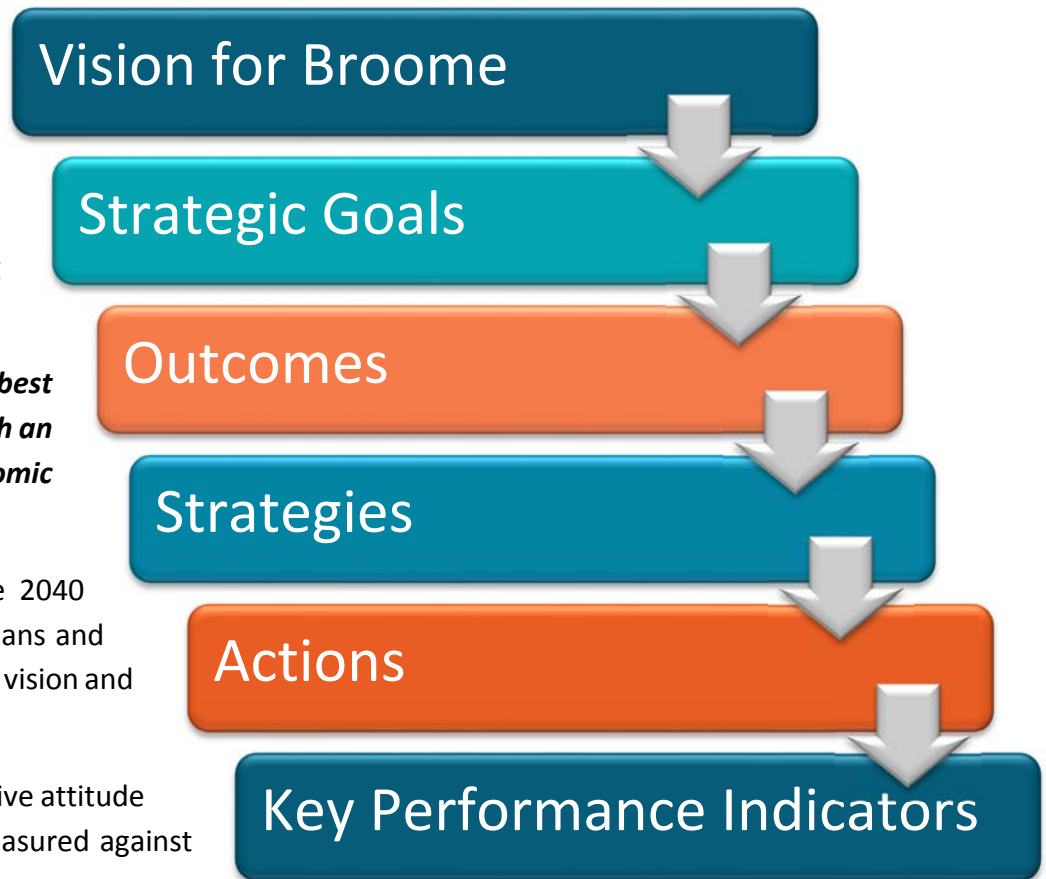 Vision for Broome
Strategic Goals
Outcomes
best
h an
omic
Strategies
e 2040
ans and
vision and
Actions
ive attitude
asured against
Key Performance Indicators